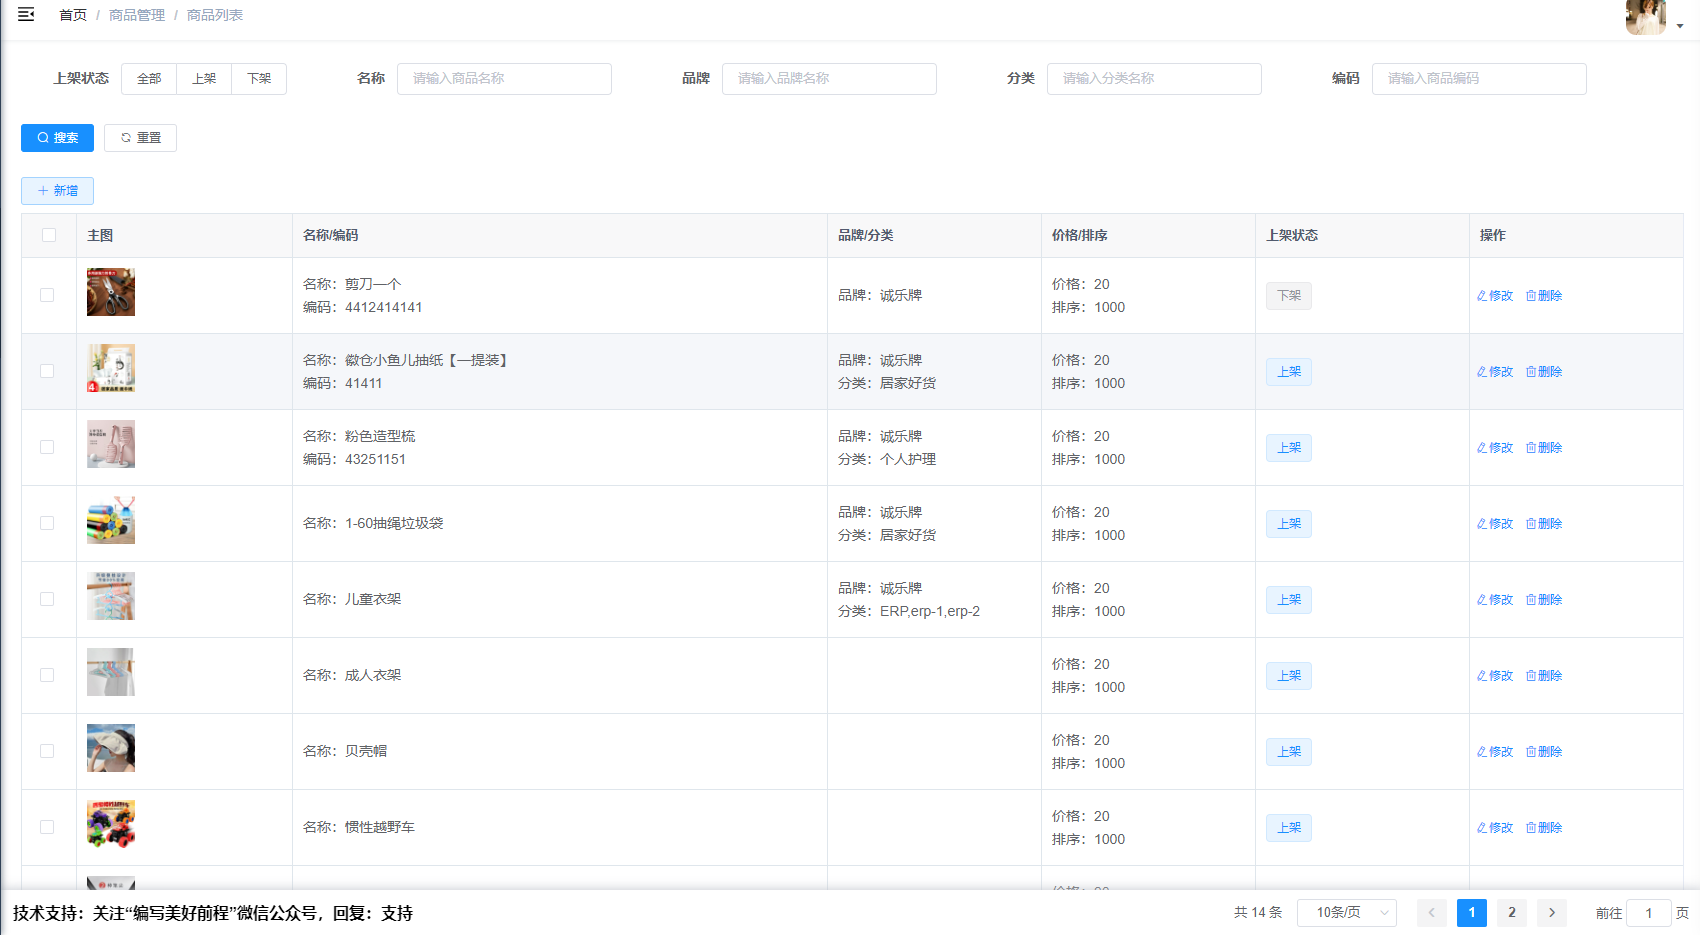 首页 / 商品管理 / 商品列表
上架状态 全部 上架 下架 名称 请输入商品名称 品牌 请输入品牌名称 分类 请输入分类名称 编码 请输入商品编码
搜索 重置
新增
主图 名称/编码 品牌/分类 价格/排序 上架状态 操作
名称：剪刀一个
编码：4412414141
品牌：诚乐牌
价格：20
排序：1000
下架
修改 删除
名称：徽仓小鱼儿抽纸【一提装】
编码：41411
品牌：诚乐牌
分类：居家好货
价格：20
排序：1000
上架
修改 删除
名称：粉色造型梳
编码：43251151
品牌：诚乐牌
分类：个人护理
价格：20
排序：1000
上架
修改 删除
名称：1-60抽绳垃圾袋
品牌：诚乐牌
分类：居家好货
价格：20
排序：1000
上架
修改 删除
名称：儿童衣架
品牌：诚乐牌
分类：ERP,erp-1,erp-2
价格：20
排序：1000
上架
修改 删除
名称：成人衣架
价格：20
排序：1000
上架
修改 删除
名称：贝壳帽
价格：20
排序：1000
上架
修改 删除
名称：惯性越野车
价格：20
排序：1000
上架
修改 删除
技术支持：关注“编写美好前程”微信公众号，回复：支持
共 14 条 10条/页 1 2 前往 1 页